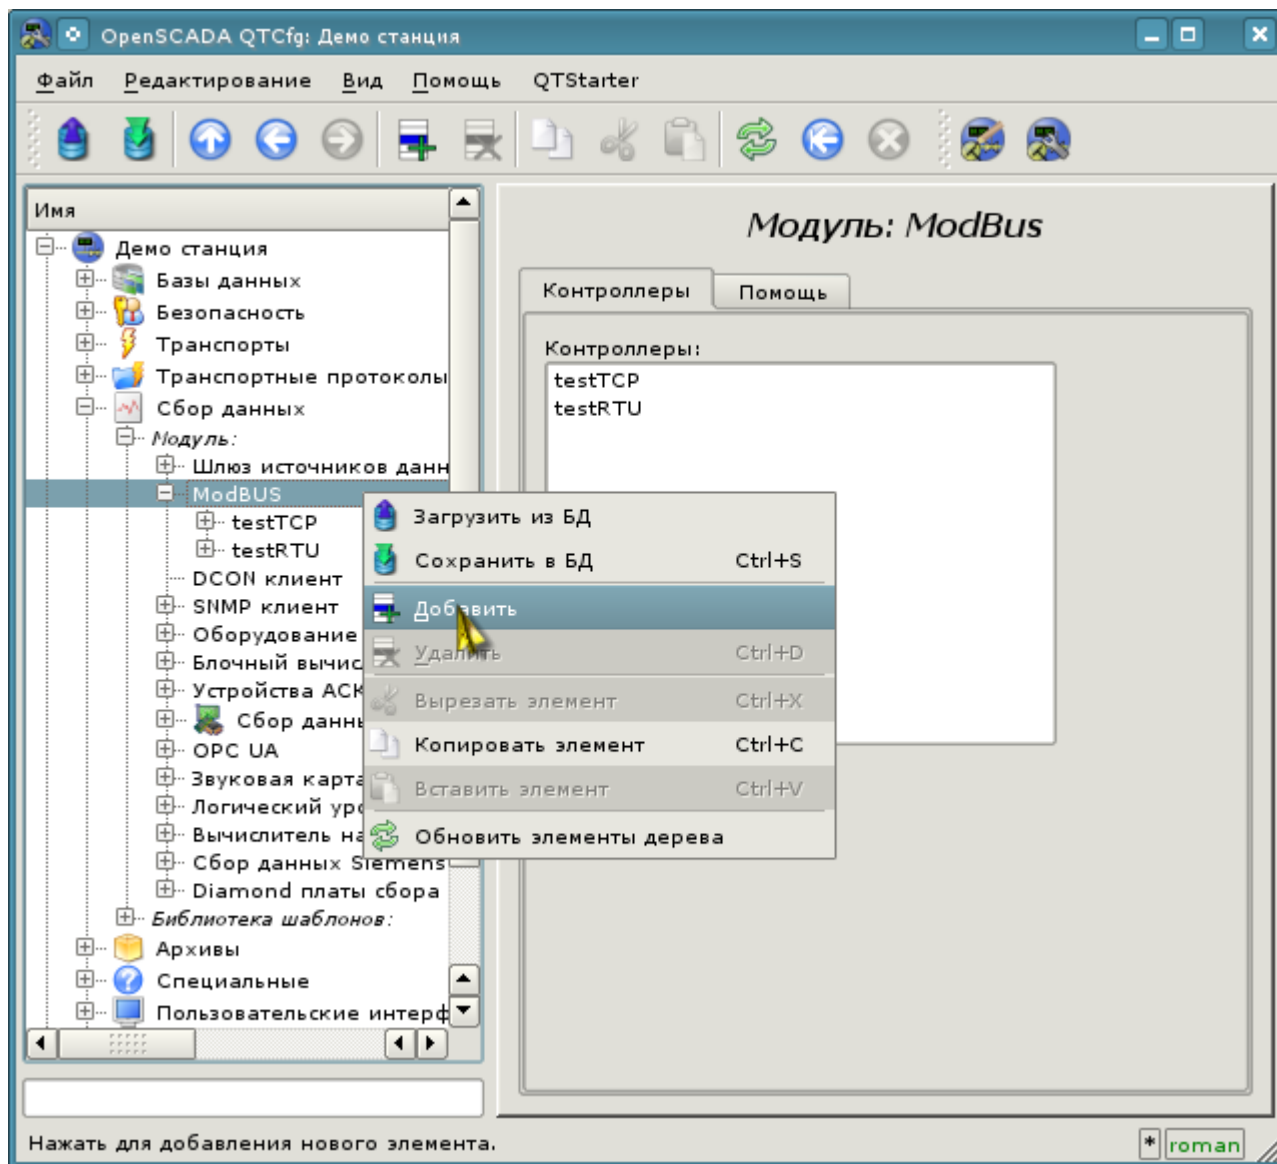 OpenSCADA QTCfg: Демо станция
Файл Редактирование Вид Помощь QTStarter
Имя
Демо станция
Базы данных
Безопасность
Транспорты
Транспортные протоколы
Сбор данных
Модуль:
Шлюз источников данн
ModBUS
testTCP
testRTU
DCON клиент
SNMP клиент
Оборудование
Блочный вычис
Устройства АСК
Сбор данны
OPC UA
Звуковая карта
Логический уро
Вычислитель на
Сбор данных Siemens
Diamond платы сбора
Библиотека шаблонов:
Архивы
Специальные
Пользовательские интерф
Загрузить из БД
Сохранить в БД Ctrl+S
Добавить
Удалить Ctrl+D
Вырезать элемент Ctrl+X
Копировать элемент Ctrl+C
Вставить элемент Ctrl+V
Обновить элементы дерева
Модуль: ModBus
Контроллеры Помощь
Контроллеры:
testTCP
testRTU
Нажать для добавления нового элемента.
* roman